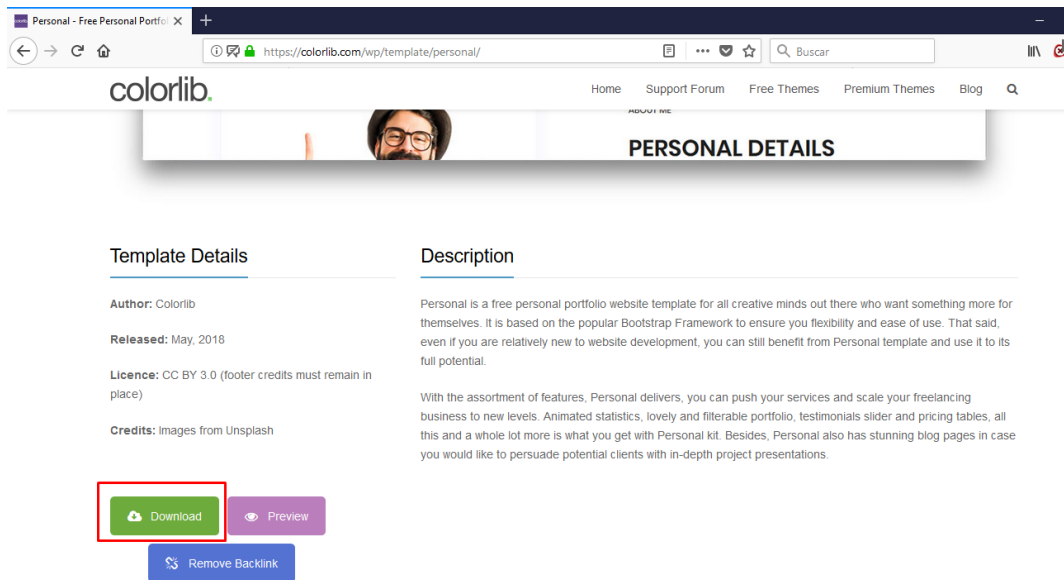 Personal - Free Personal Portfol
https://colorlib.com/wp/template/personal/
Buscar
colorlib.
Home Support Forum Free Themes Premium Themes Blog
ABOUT ME
PERSONAL DETAILS
Template Details
Author: Colorlib
Released: May, 2018
Licence: CC BY 3.0 (footer credits must remain in
place)
Credits: Images from Unsplash
Description
Personal is a free personal portfolio website template for all creative minds out there who want something more for
themselves. It is based on the popular Bootstrap Framework to ensure you flexibility and ease of use. That said,
even if you are relatively new to website development, you can still benefit from Personal template and use it to its
full potential.
With the assortment of features, Personal delivers, you can push your services and scale your freelancing
business to new levels. Animated statistics, lovely and filterable portfolio, testimonials slider and pricing tables, all
this and a whole lot more is what you get with Personal kit. Besides, Personal also has stunning blog pages in case
you would like to persuade potential clients with in-depth project presentations.
Download
Preview
Remove Backlink